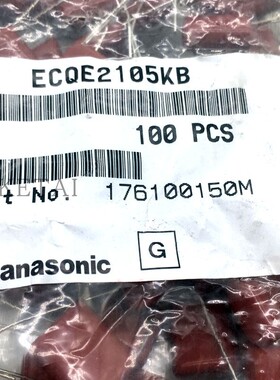 ECQE2105KB
100 PCS
t No. 176100150M
anasonic G